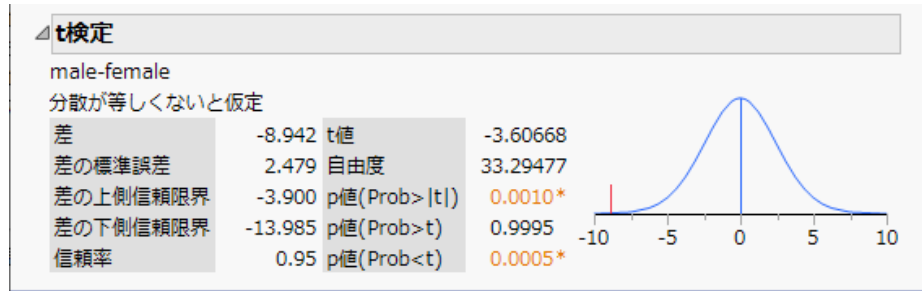 t検定
male-female
分散が等しくないと仮定
差 -8.942 t値 -3.60668
差の標準誤差 2.479 自由度 33.29477
差の上側信頼限界 -3.900 p値(Prob>|t|) 0.0010*
差の下側信頼限界 -13.985 p値(Prob>t) 0.9995
信頼率 0.95 p値(Prob<t) 0.0005*
-10 -5 0 5 10